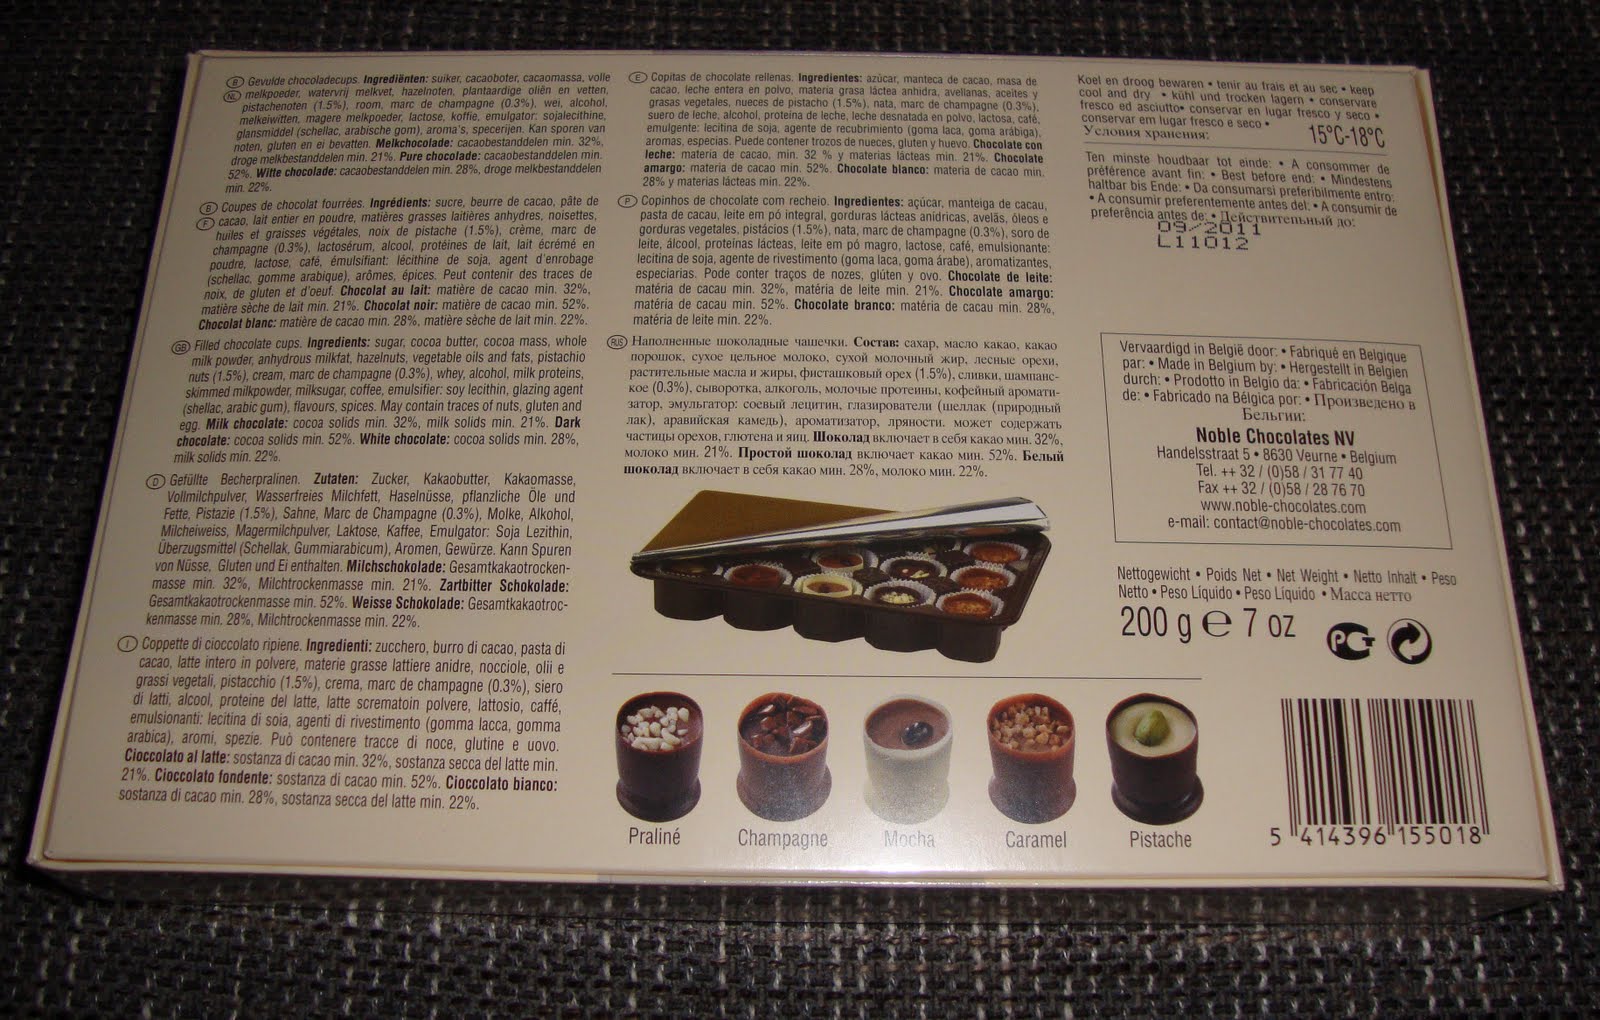 B Gevulde chocoladecups. Ingrediënten: suiker, cacaoboter, cacaomassa, volle
NL melkpoeder, watervrij melkvet, hazelnoten, plantaardige oliën en vetten,
pistachenoten (1.5%), room, marc de champagne (0.3%), wei, alcohol,
melkeiwitten, magere melkpoeder, lactose, koffie, emulgator: sojalecithine,
glansmiddel (schellac, arabische gom), aroma's, specerijen. Kan sporen van
noten, gluten en ei bevatten. Melkchocolade: cacaobestanddelen min. 32%,
droge melkbestanddelen min. 21%. Pure chocolade: cacaobestanddelen min.
52%. Witte chocolade: cacaobestanddelen min. 28%, droge melkbestanddelen
min. 22%.
B Coupes de chocolat fourrées. Ingrédients: sucre, beurre de cacao, pâte de
F cacao, lait entier en poudre, matières grasses laitières anhydres, noisettes,
huiles et graisses végétales, noix de pistache (1.5%), crème, marc de
champagne (0.3%), lactosérum, alcool, protéines de lait, lait écrémé en
poudre, lactose, café, émulsifiant: lécithine de soja, agent d'enrobage
(schellac, gomme arabique), arômes, épices. Peut contenir des traces de
noix, de gluten et d'oeuf. Chocolat au lait: matière de cacao min. 32%,
matière sèche de lait min. 21%. Chocolat noir: matière de cacao min. 52%.
Chocolat blanc: matière de cacao min. 28%, matière sèche de lait min. 22%.
GB Filled chocolate cups. Ingredients: sugar, cocoa butter, cocoa mass, whole
milk powder, anhydrous milkfat, hazelnuts, vegetable oils and fats, pistachio
nuts (1.5%), cream, marc de champagne (0.3%), whey, alcohol, milk proteins,
skimmed milkpowder, milksugar, coffee, emulsifier: soy lecithin, glazing agent
(shellac, arabic gum), flavours, spices. May contain traces of nuts, gluten and
egg. Milk chocolate: cocoa solids min. 32%, milk solids min. 21%. Dark
chocolate: cocoa solids min. 52%. White chocolate: cocoa solids min. 28%,
milk solids min. 22%.
D Gefüllte Becherpralinen. Zutaten: Zucker, Kakaobutter, Kakaomasse,
Vollmilchpulver, Wasserfreies Milchfett, Haselnüsse, pflanzliche Öle und
Fette, Pistazie (1.5%), Sahne, Marc de Champagne (0.3%), Molke, Alkohol,
Milcheiweiss, Magermilchpulver, Laktose, Kaffee, Emulgator: Soja Lezithin,
Überzugsmittel (Schellak, Gummiarabicum), Aromen, Gewürze. Kann Spuren
von Nüsse, Gluten und Ei enthalten. Milchschokolade: Gesamtkakaotrocken-
masse min. 32%, Milchtrockenmasse min. 21%. Zartbitter Schokolade:
Gesamtkakaotrockenmasse min. 52%. Weisse Schokolade: Gesamtkakaotroc-
kenmasse min. 28%, Milchtrockenmasse min. 22%.
I Coppette di cioccolato ripiene. Ingredienti: zucchero, burro di cacao, pasta di
cacao, latte intero in polvere, materie grasse lattiere anidre, nocciole, olii e
grassi vegetali, pistacchio (1.5%), crema, marc de champagne (0.3%), siero
di latti, alcool, proteine del latte, latte scrematoin polvere, lattosio, caffé,
emulsionanti: lecitina di soia, agenti di rivestimento (gomma lacca, gomma
arabica), aromi, spezie. Può contenere tracce di noce, glutine e uovo.
Cioccolato al latte: sostanza di cacao min. 32%, sostanza secca del latte min.
21%. Cioccolato fondente: sostanza di cacao min. 52%. Cioccolato bianco:
sostanza di cacao min. 28%, sostanza secca del latte min. 22%.
E Copitas de chocolate rellenas. Ingredientes: azúcar, manteca de cacao, masa de
cacao, leche entera en polvo, materia grasa láctea anhidra, avellanas, aceites y
grasas vegetales, nueces de pistacho (1.5%), nata, marc de champagne (0.3%),
suero de leche, alcohol, proteina de leche, leche desnatada en polvo, lactosa, café,
emulgente: lecitina de soja, agente de recubrimiento (goma laca, goma arábiga),
aromas, especias. Puede contener trozos de nueces, gluten y huevo. Chocolate con
leche: materia de cacao, min. 32 % y materias lácteas min. 21%. Chocolate
amargo: materia de cacao min. 52%. Chocolate blanco: materia de cacao min.
28% y materias lácteas min. 22%.
P Copinhos de chocolate com recheio. Ingredientes: açúcar, manteiga de cacau,
pasta de cacau, leite em pó integral, gorduras lácteas anídricas, avelãs, óleos e
gorduras vegetales, pistácios (1.5%), nata, marc de champagne (0.3%), soro de
leite, álcool, proteínas lácteas, leite em pó magro, lactose, café, emulsionante:
lecitina de soja, agente de rivestimento (goma laca, goma árabe), aromatizantes,
especiarias. Pode conter traços de nozes, glúten y ovo. Chocolate de leite:
matéria de cacau min. 32%, matéria de leite min. 21%. Chocolate amargo:
matéria de cacau min. 52%. Chocolate branco: matéria de cacau min. 28%,
matéria de leite min. 22%.
RUS Наполненные шоколадные чашечки. Состав: сахар, масло какао, какао
порошок, сухое цельное молоко, сухой молочный жир, лесные орехи,
растительные масла и жиры, фисташковый орех (1.5%), сливки, шампанс-
кое (0.3%), сыворотка, алкоголь, молочные протеины, кофейный аромати-
затор, эмульгатор: соевый лецитин, глазирователи (шеллак (природный
лак), аравийская камедь), ароматизатор, пряности. может содержать
частицы орехов, глютена и яиц. Шоколад включает в себя какао мин. 32%,
молоко мин. 21%. Простой шоколад включает какао мин. 52%. Белый
шоколад включает в себя какао мин. 28%, молоко мин. 22%.
Praliné
Champagne
Mocha
Caramel
Pistache
Koel en droog bewaren • tenir au frais et au sec • keep
cool and dry • kühl und trocken lagern • conservare
fresco ed asciutto • conservar en lugar fresco y seco •
conservar em lugar fresco e seco •
Условия хранения: 15°C-18°C
Ten minste houdbaar tot einde: • A consommer de
préférence avant fin: • Best before end: • Mindestens
haltbar bis Ende: • Da consumarsi preferibilmente entro:
• A consumir preferentemente antes del: • A consumir de
preferência antes de: • Действительный до:
09/2011
L11012
Vervaardigd in België door: • Fabriqué en Belgique
par: • Made in Belgium by: • Hergestellt in Belgien
durch: • Prodotto in Belgio da: • Fabricación Belga
de: • Fabricado na Bélgica por: • Произведено в
Бельгии:
Noble Chocolates NV
Handelsstraat 5 • 8630 Veurne • Belgium
Tel. ++ 32 / (0)58 / 31 77 40
Fax ++ 32 / (0)58 / 28 76 70
www.noble-chocolates.com
e-mail: contact@noble-chocolates.com
Nettogewicht • Poids Net • Net Weight • Netto Inhalt • Peso
Netto • Peso Líquido • Peso Líquido • Масса нетто
200 g e 7 oz
РСТ
5 414396 155018